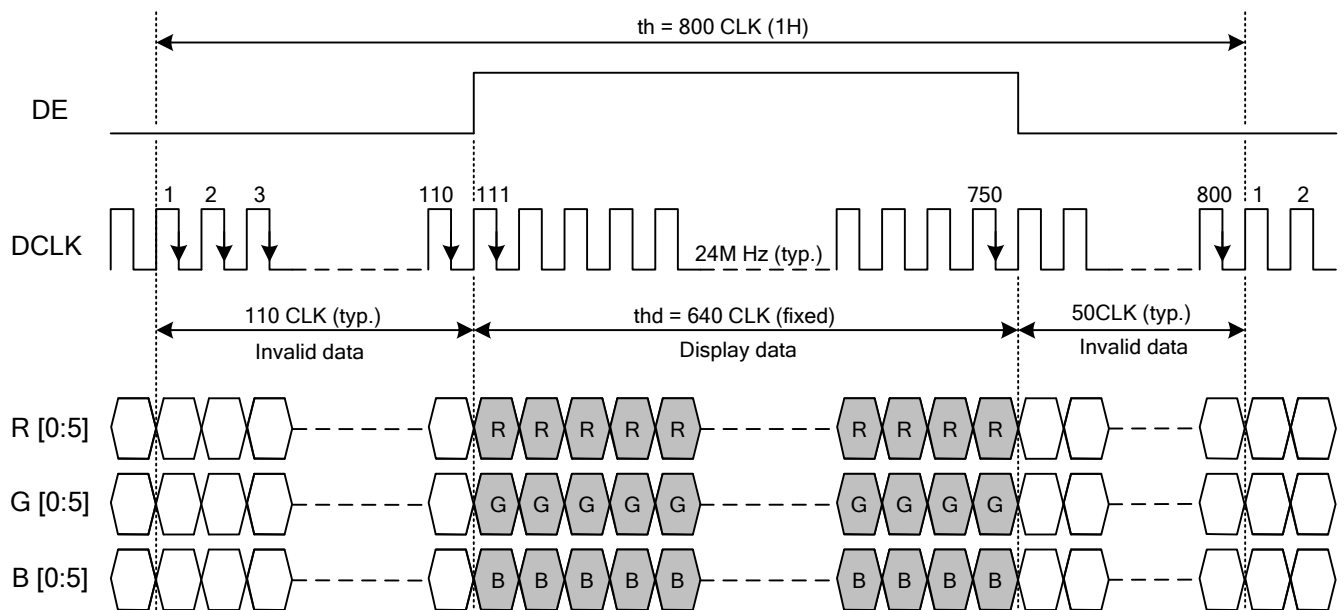 th = 800 CLK (1H)
DE
1 2 3 110 111 750 800 1 2
DCLK
24M Hz (typ.)
110 CLK (typ.) thd = 640 CLK (fixed) 50CLK (typ.)
Invalid data Display data Invalid data
R [0:5] R R R R R R R R R
G [0:5] G G G G G G G G G
B [0:5] B B B B B B B B B